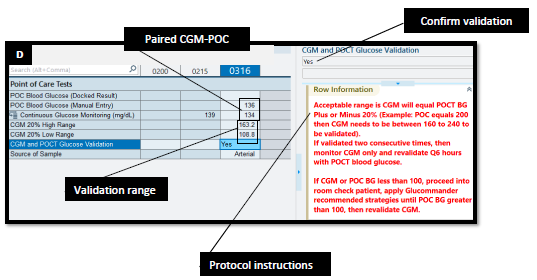 Confirm validation
Paired CGM-POC
D
CGM and POCT Glucose Validation
Yes
Search (Alt+Comma)
0200 0215 0316
Row Information
Point of Care Tests
POC Blood Glucose (Docked Result)
POC Blood Glucose (Manual Entry) 136
Continuous Glucose Monitoring (mg/dL) 139 134
CGM 20% High Range 163.2
CGM 20% Low Range 108.8
CGM and POCT Glucose Validation Yes
Source of Sample Arterial
Acceptable range is CGM will equal POCT BG
Plus or Minus 20% (Example: POC equals 200
then CGM needs to be between 160 to 240 to
be validated).
If validated two consecutive times, then
monitor CGM only and revalidate Q6 hours
with POCT blood glucose.
If CGM or POC BG less than 100, proceed into
room check patient, apply Glucommander
recommended strategies until POC BG greater
than 100, then revalidate CGM.
Validation range
Protocol instructions